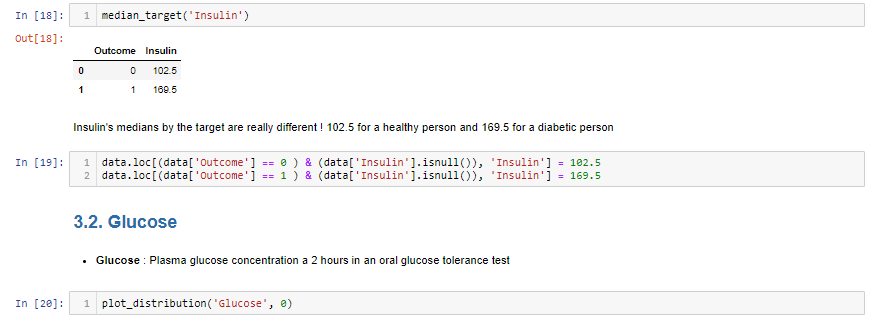 In [18]: 1 median_target('Insulin')
Out[18]:
Outcome Insulin
0 0 102.5
1 1 169.5
Insulin's medians by the target are really different ! 102.5 for a healthy person and 169.5 for a diabetic person
In [19]: 1 data.loc[(data['Outcome'] == 0 ) & (data['Insulin'].isnull()), 'Insulin'] = 102.5
2 data.loc[(data['Outcome'] == 1 ) & (data['Insulin'].isnull()), 'Insulin'] = 169.5
3.2. Glucose
• Glucose : Plasma glucose concentration a 2 hours in an oral glucose tolerance test
In [20]: 1 plot_distribution('Glucose', 0)